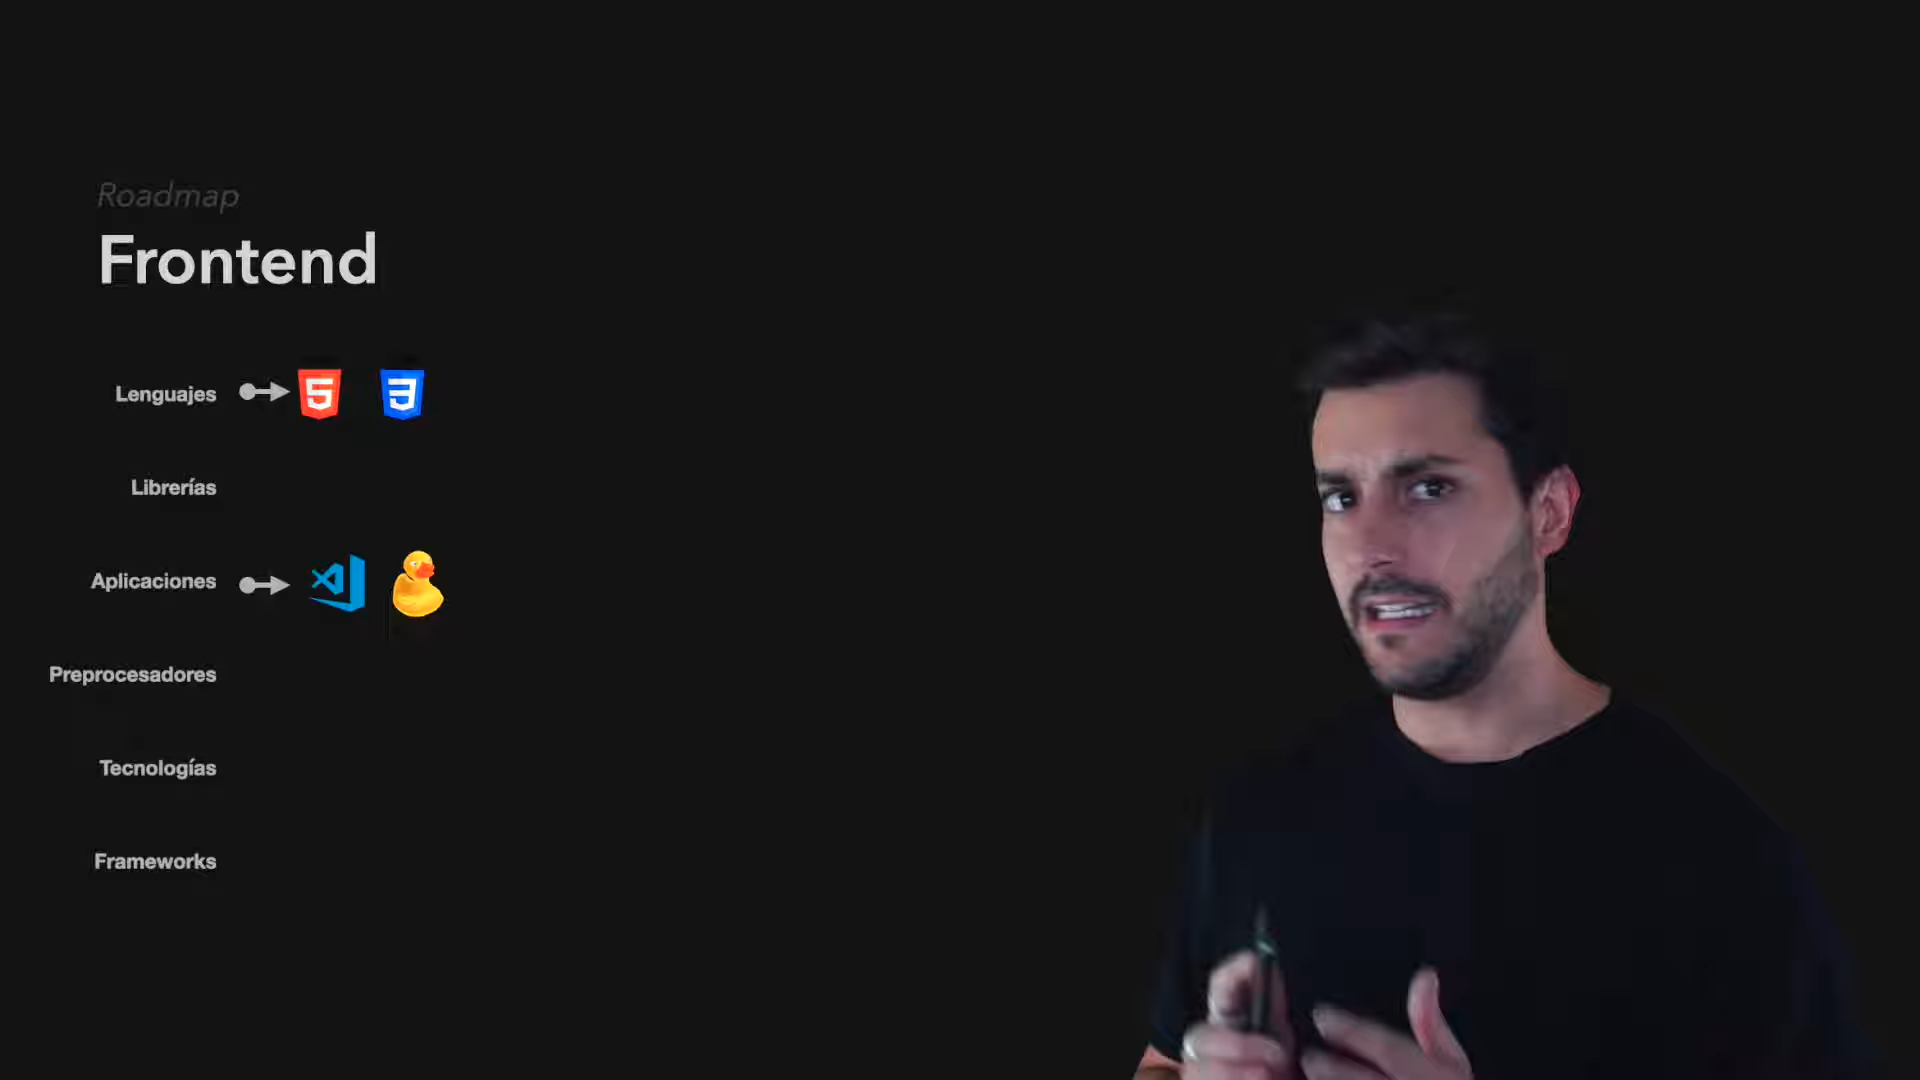 Roadmap
Frontend
Lenguajes
Librerías
Aplicaciones
Preprocesadores
Tecnologías
Frameworks